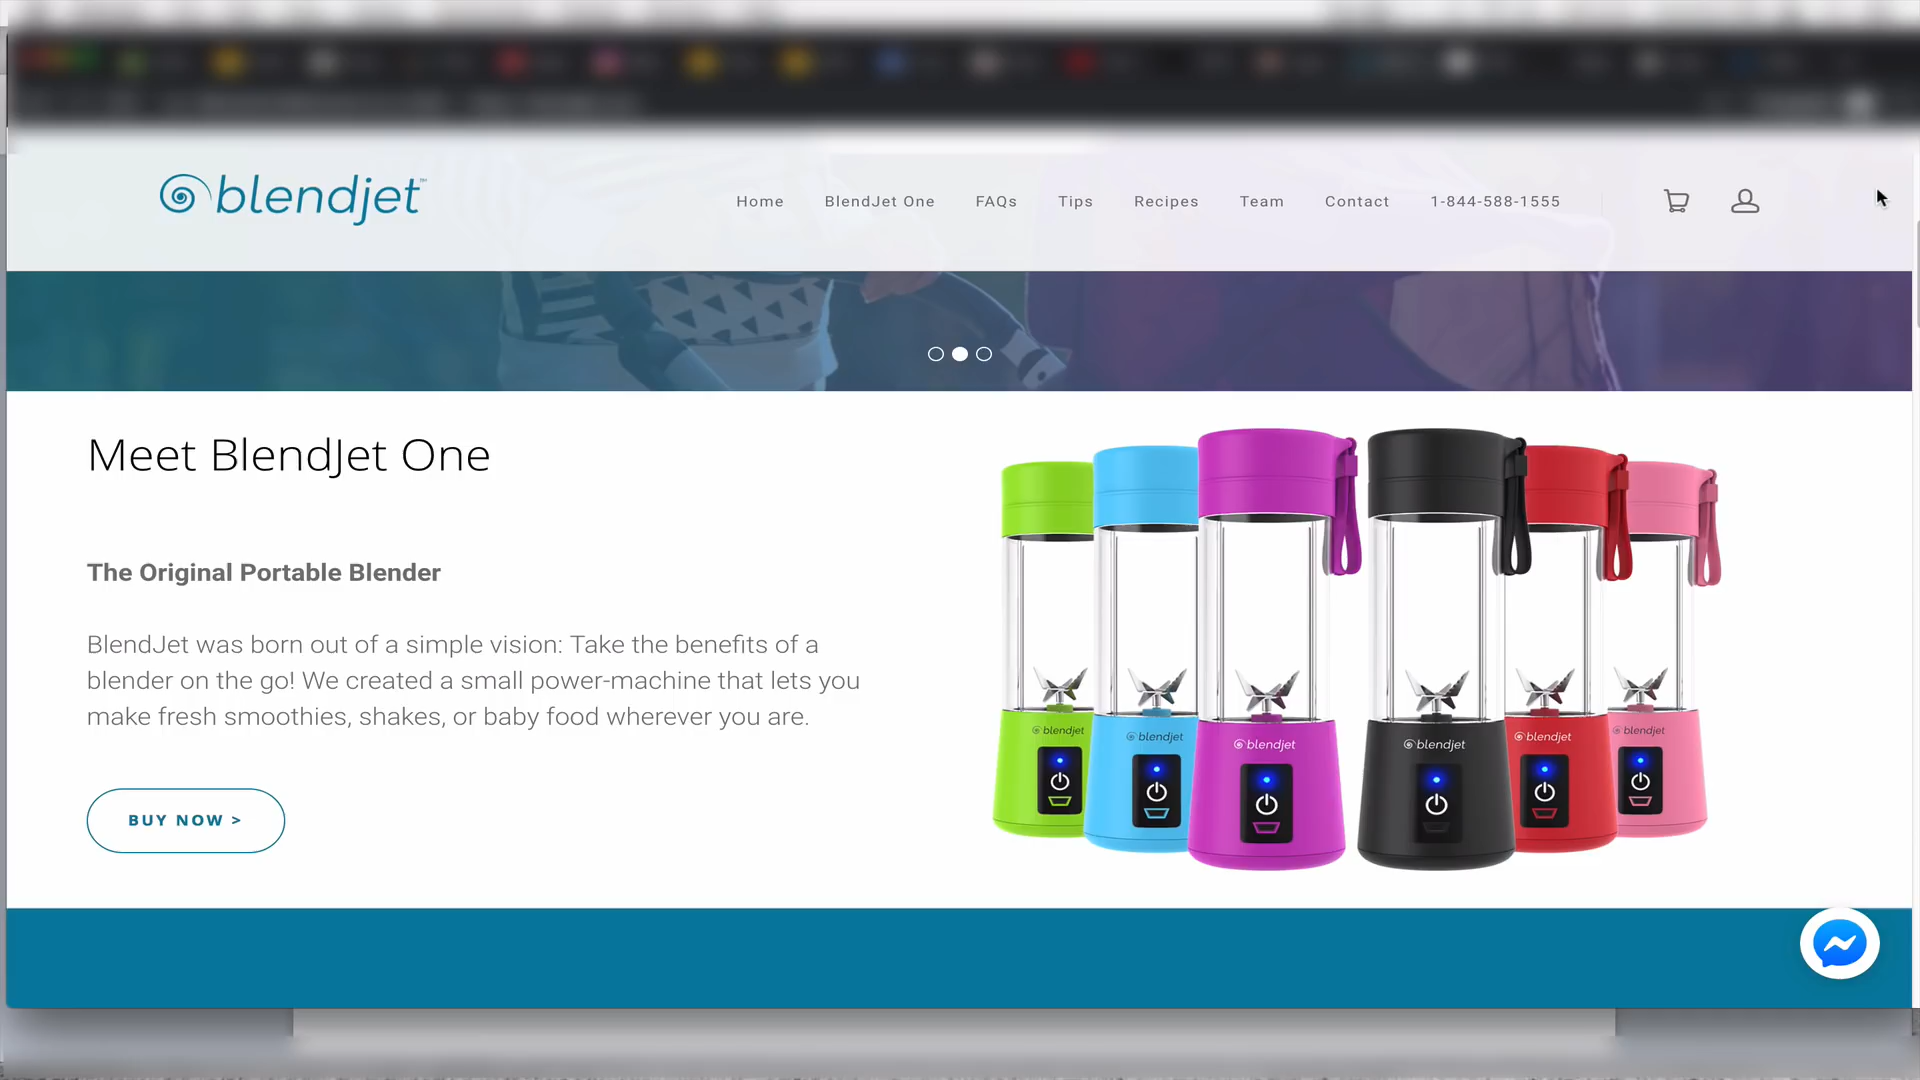 blendjet™
Home BlendJet One FAQs Tips Recipes Team Contact 1-844-588-1555
Meet BlendJet One
The Original Portable Blender
BlendJet was born out of a simple vision: Take the benefits of a
blender on the go! We created a small power-machine that lets you
make fresh smoothies, shakes, or baby food wherever you are.
BUY NOW >
blendjet
blendjet
blendjet
blendjet
blendjet
blendjet